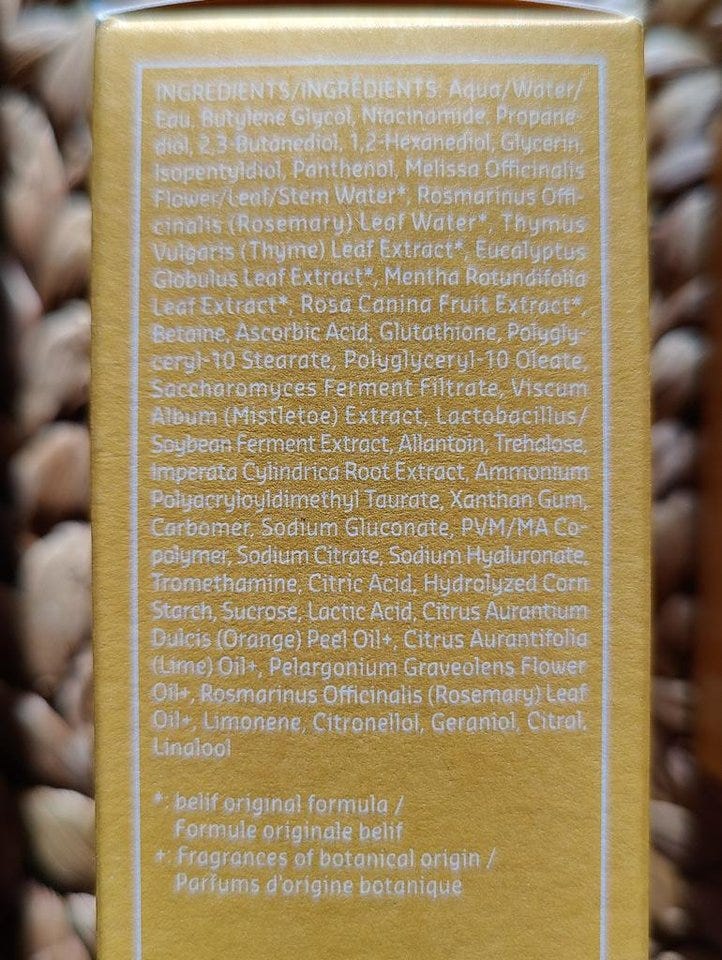 INGREDIENTS/INGRÉDIENTS: Aqua/Water/
Eau, Butylene Glycol, Niacinamide, Propane-
diol, 2,3-Butanediol, 1,2-Hexanediol, Glycerin,
Isopentyldiol, Panthenol, Melissa Officinalis
Flower/Leaf/Stem Water*, Rosmarinus Offi-
cinalis (Rosemary) Leaf Water*, Thymus
Vulgaris (Thyme) Leaf Extract*, Eucalyptus
Globulus Leaf Extract*, Mentha Rotundifolia
Leaf Extract*, Rosa Canina Fruit Extract*,
Betaine, Ascorbic Acid, Glutathione, Polygly-
ceryl-10 Stearate, Polyglyceryl-10 Oleate,
Saccharomyces Ferment Filtrate, Viscum
Album (Mistletoe) Extract, Lactobacillus/
Soybean Ferment Extract, Allantoin, Trehalose,
Imperata Cylindrica Root Extract, Ammonium
Polyacryloyldimethyl Taurate, Xanthan Gum,
Carbomer, Sodium Gluconate, PVM/MA Co-
polymer, Sodium Citrate, Sodium Hyaluronate,
Tromethamine, Citric Acid, Hydrolyzed Corn
Starch, Sucrose, Lactic Acid, Citrus Aurantium
Dulcis (Orange) Peel Oil+, Citrus Aurantifolia
(Lime) Oil+, Pelargonium Graveolens Flower
Oil+, Rosmarinus Officinalis (Rosemary) Leaf
Oil+, Limonene, Citronellol, Geraniol, Citral,
Linalool
*: belif original formula /
Formule originale belif
+: Fragrances of botanical origin /
Parfums d'origine botanique